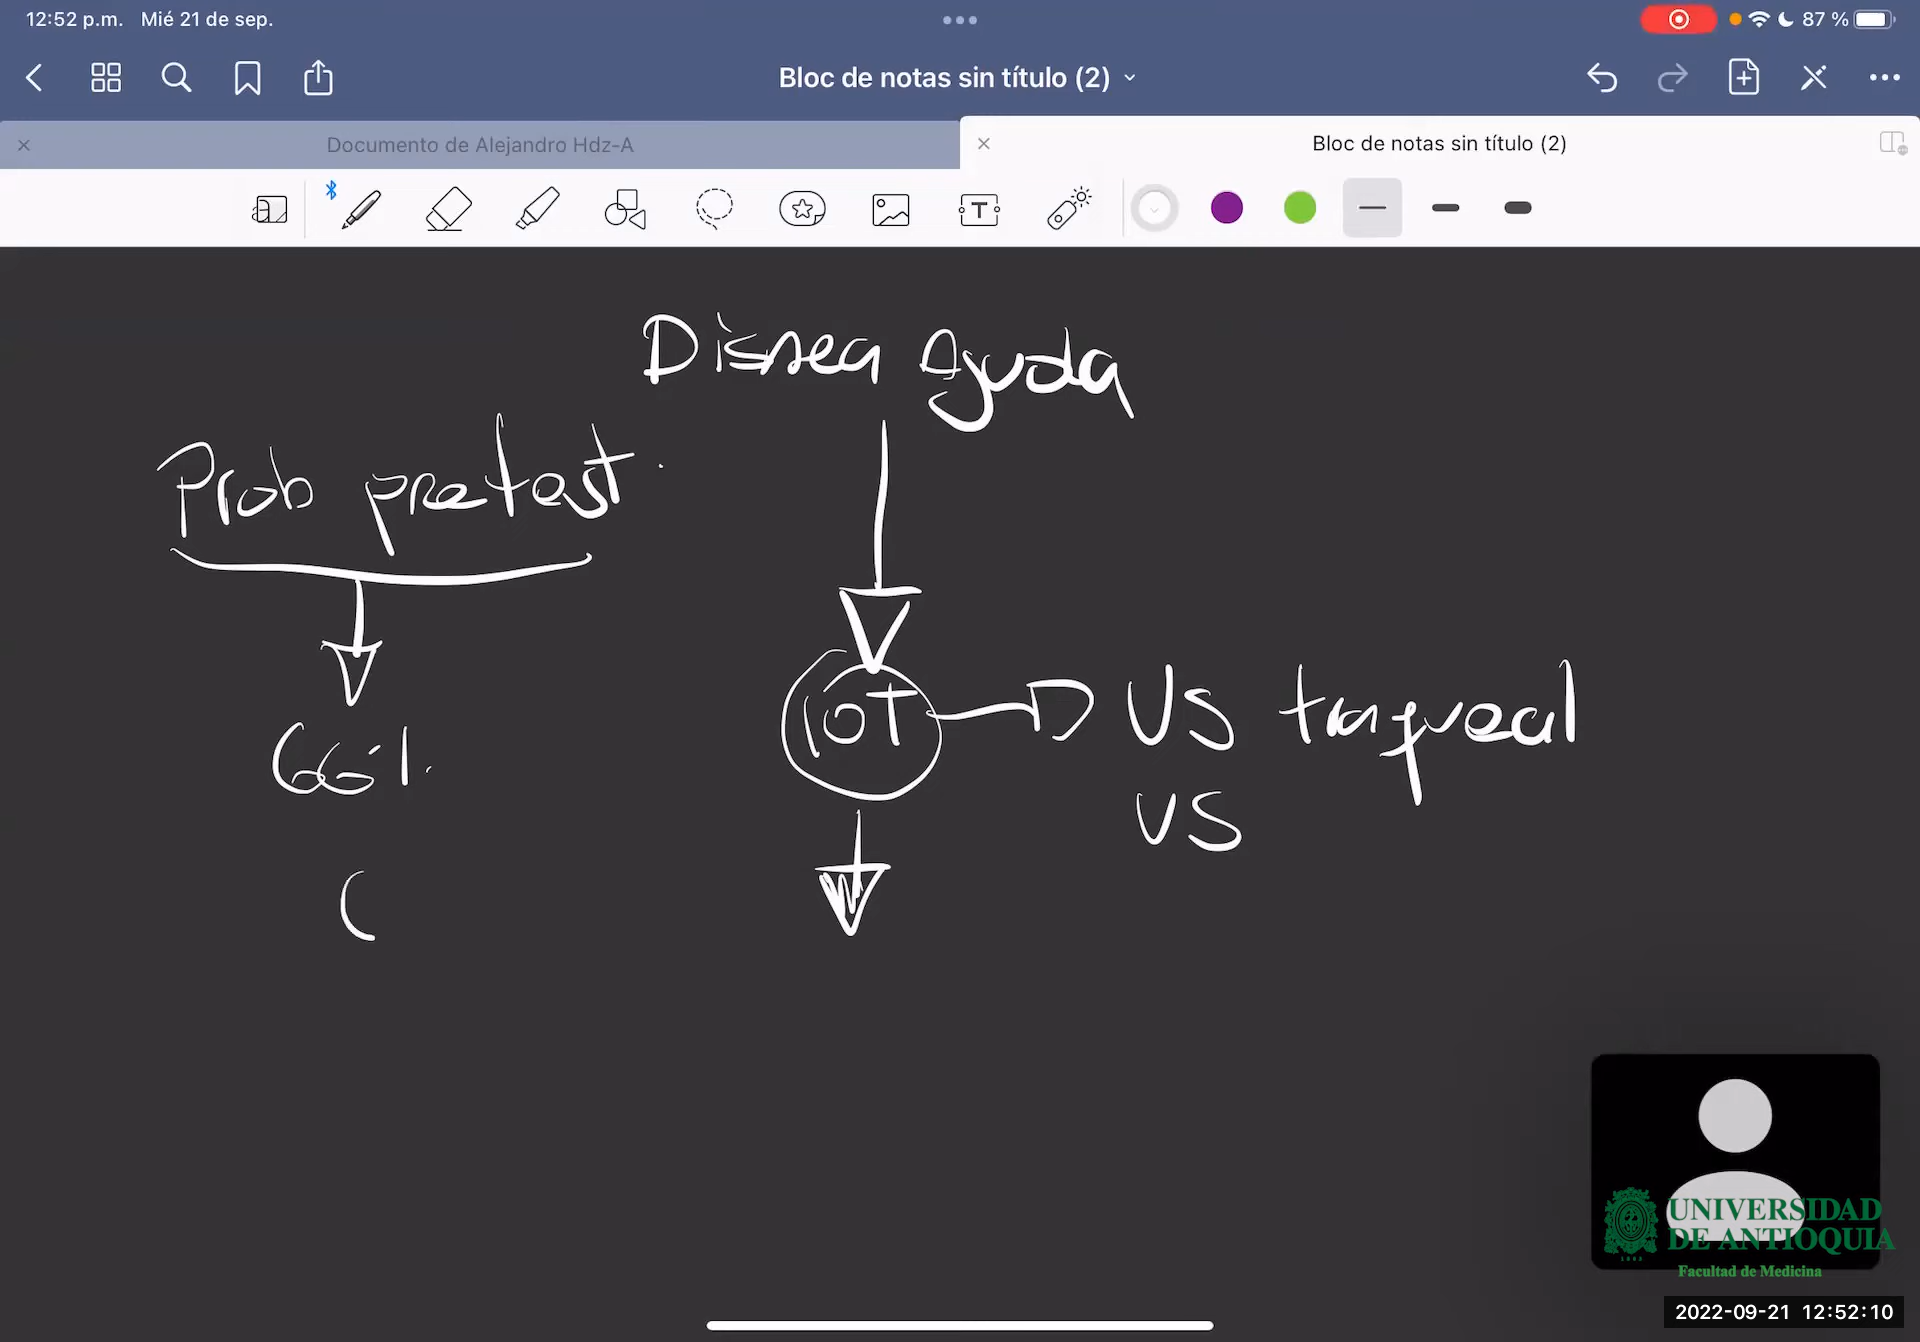 12:52 p.m. Mié 21 de sep.
87 %
Bloc de notas sin título (2)
Documento de Alejandro Hdz-A
Bloc de notas sin título (2)
T
Disnea Aguda
Prob pretest
IOT
US traqueal
US
(
UNIVERSIDAD
DE ANTIOQUIA
1803
Facultad de Medicina
2022-09-21 12:52:10